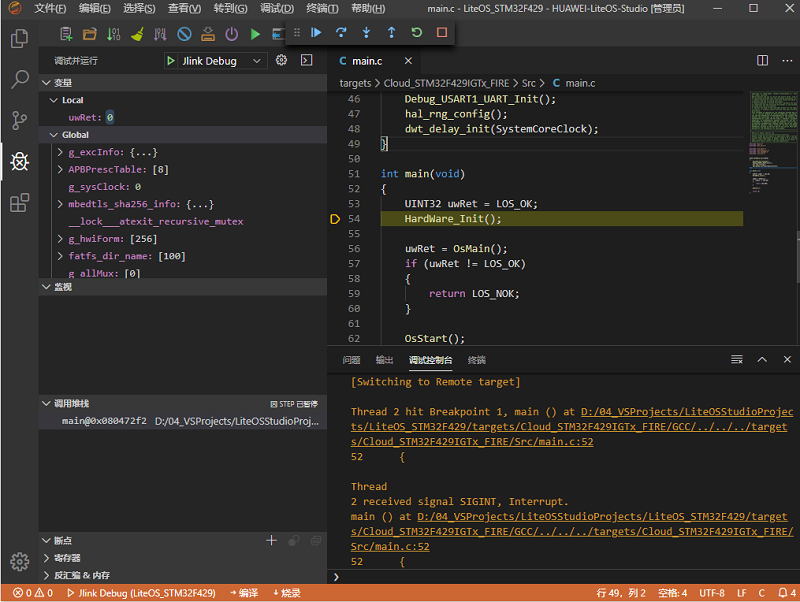 文件(F) 编辑(E) 选择(S) 查看(V) 转到(G) 调试(D) 终端(T) 帮助(H) main.c - LiteOS_STM32F429 - HUAWEI-LiteOS-Studio [管理员]
调试并运行 Jlink Debug
变量
Local
uwRet: 0
Global
g_excInfo: {...}
APBPrescTable: [8]
g_sysClock: 0
mbedtls_sha256_info: {...}
__lock___atexit_recursive_mutex
g_hwiForm: [256]
fatfs_dir_name: [100]
g_allMux: [0]
监视
调用堆栈 因 STEP 已暂停
main@0x080472f2 D:/04_VSProjects/LiteOSStudioProj...
断点
寄存器
反汇编 & 内存
C main.c
targets > Cloud_STM32F429IGTx_FIRE > Src > C main.c
46 Debug_USART1_UART_Init();
47 hal_rng_config();
48 dwt_delay_init(SystemCoreClock);
49 }
50
51 int main(void)
52 {
53 UINT32 uwRet = LOS_OK;
54 HardWare_Init();
55
56 uwRet = OsMain();
57 if (uwRet != LOS_OK)
58 {
59 return LOS_NOK;
60 }
61
62 OsStart();
问题 输出 调试控制台 终端
[Switching to Remote target]
Thread 2 hit Breakpoint 1, main () at D:/04_VSProjects/LiteOSStudioProjec
ts/LiteOS_STM32F429/targets/Cloud_STM32F429IGTx_FIRE/GCC/../../../target
s/Cloud_STM32F429IGTx_FIRE/Src/main.c:52
52 {
Thread
2 received signal SIGINT, Interrupt.
main () at D:/04_VSProjects/LiteOSStudioProjects/LiteOS_STM32F429/target
s/Cloud_STM32F429IGTx_FIRE/GCC/../../../targets/Cloud_STM32F429IGTx_FIRE/
Src/main.c:52
52 {
0 0 Jlink Debug (LiteOS_STM32F429) 编译 烧录 行 49，列 2 空格: 4 UTF-8 LF C 4